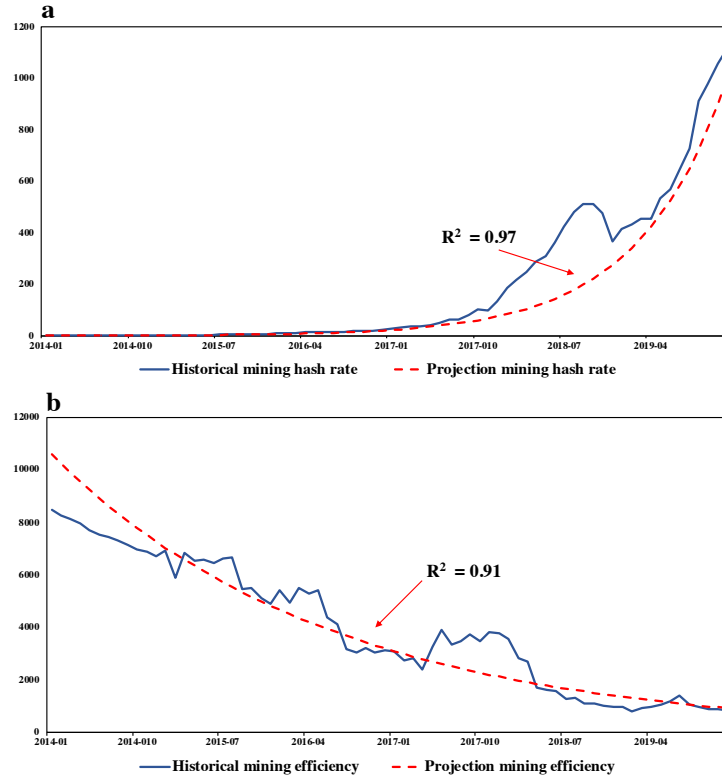 a
1200
1000
800
600
400
200
0
2014-01 2014-010 2015-07 2016-04 2017-01 2017-010 2018-07 2019-04
R² = 0.97
Historical mining hash rate Projection mining hash rate
b
12000
10000
8000
6000
4000
2000
0
2014-01 2014-010 2015-07 2016-04 2017-01 2017-010 2018-07 2019-04
R² = 0.91
Historical mining efficiency Projection mining efficiency